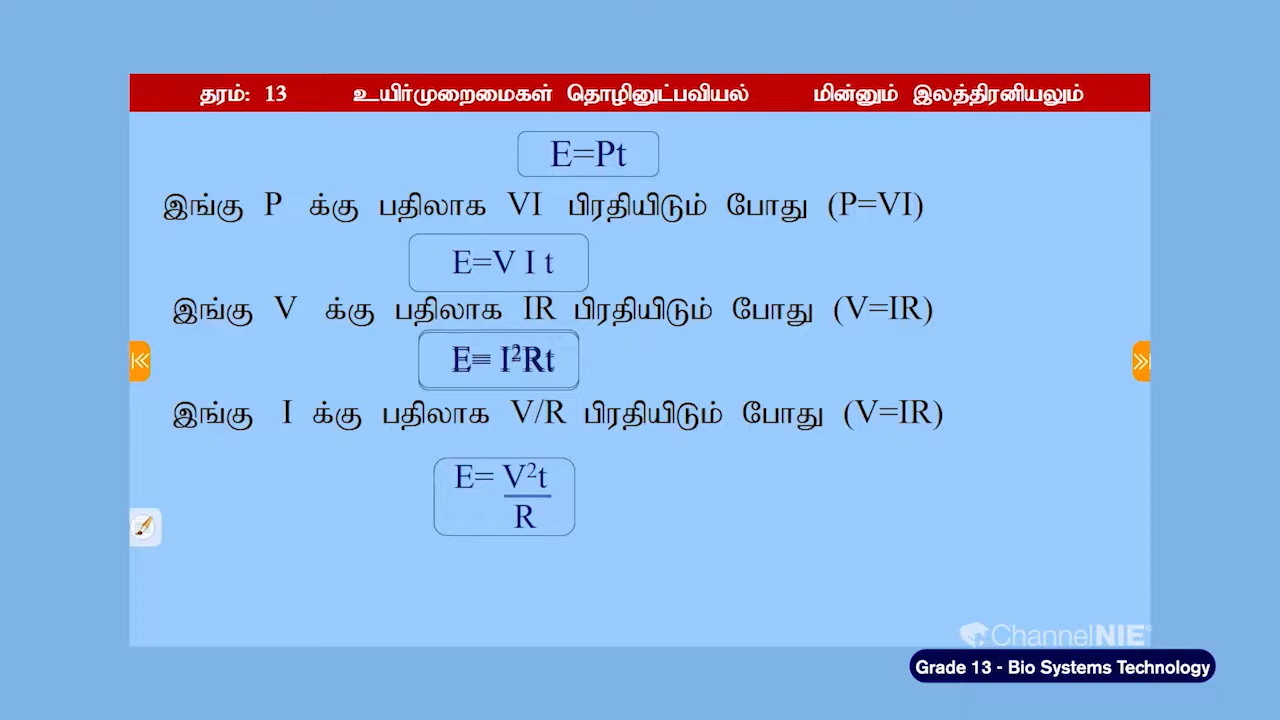 தரம்: 13 உயிர்முறைமைகள் தொழினுட்பவியல் மின்னும் இலத்திரனியலும்
E=Pt
இங்கு P க்கு பதிலாக VI பிரதியிடும் போது (P=VI)
E=V I t
இங்கு V க்கு பதிலாக IR பிரதியிடும் போது (V=IR)
E= I²Rt
இங்கு I க்கு பதிலாக V/R பிரதியிடும் போது (V=IR)
E= V²t
R
ChannelNIE
Grade 13 - Bio Systems Technology